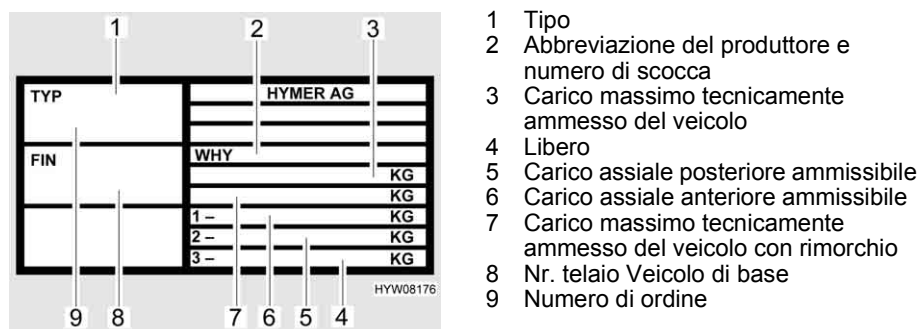 1 2 3
TYP
HYMER AG
FIN
WHY
KG
KG
1 – KG
2 – KG
3 – KG
HYW08176
9 8 7 6 5 4
1 Tipo
2 Abbreviazione del produttore e
numero di scocca
3 Carico massimo tecnicamente
ammesso del veicolo
4 Libero
5 Carico assiale posteriore ammissibile
6 Carico assiale anteriore ammissibile
7 Carico massimo tecnicamente
ammesso del veicolo con rimorchio
8 Nr. telaio Veicolo di base
9 Numero di ordine